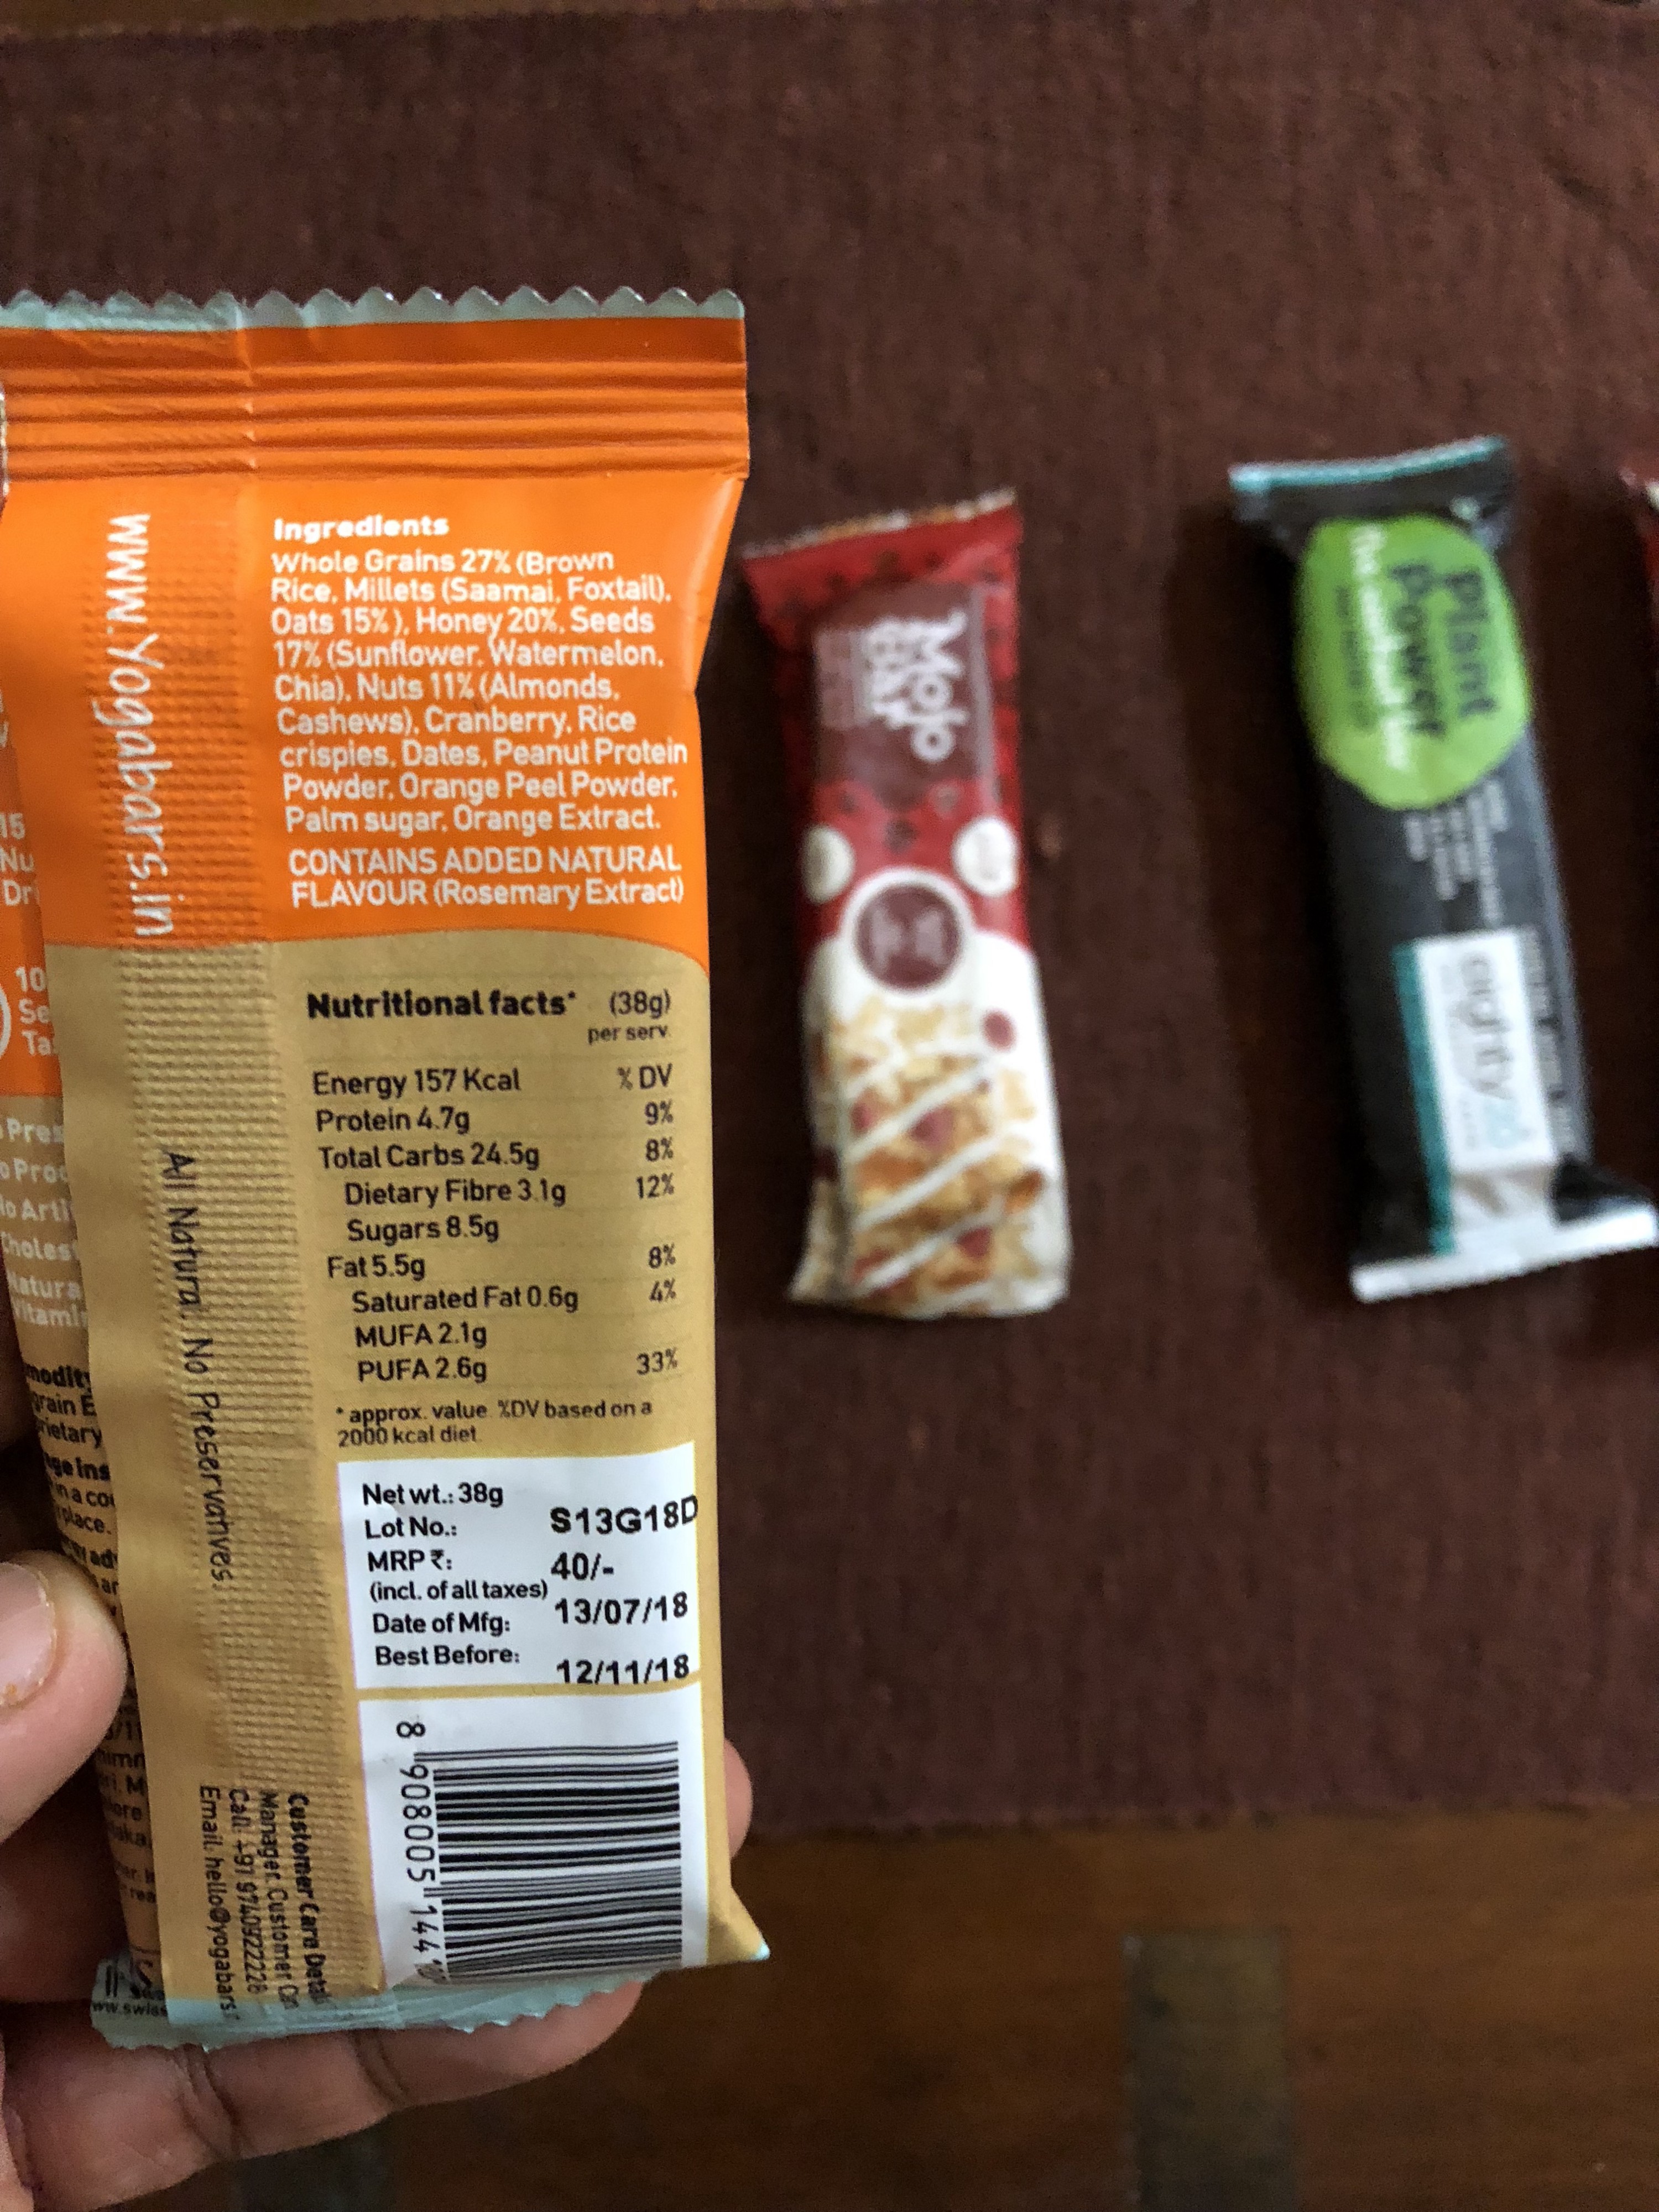 Ingredients
Whole Grains 27% (Brown
Rice, Millets (Saamai, Foxtail),
Oats 15%), Honey 20%, Seeds
17% (Sunflower, Watermelon,
Chia), Nuts 11% (Almonds,
Cashews), Cranberry, Rice
crispies, Dates, Peanut Protein
Powder, Orange Peel Powder,
Palm sugar, Orange Extract.
CONTAINS ADDED NATURAL
FLAVOUR (Rosemary Extract)
www.Yogabars.in
All Natural. No Preservatives.
Nutritional facts* (38g)
per serv.
Energy 157 Kcal % DV
Protein 4.7g 9%
Total Carbs 24.5g 8%
Dietary Fibre 3.1g 12%
Sugars 8.5g
Fat 5.5g 8%
Saturated Fat 0.6g 4%
MUFA 2.1g
PUFA 2.6g 33%
* approx. value. %DV based on a
2000 kcal diet.
Net wt.: 38g
Lot No.: S13G18D
MRP ₹: 40/-
(incl. of all taxes)
Date of Mfg: 13/07/18
Best Before: 12/11/18
8 908005 144
Customer Care
Manager, Customer
Call: +91 9740922228
Email: hello@yogabars.
Mojo
BAR
Plant
Power
eighty